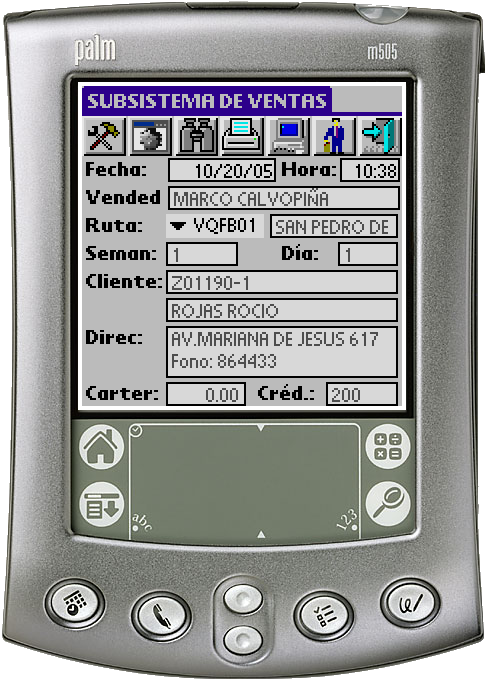 palm
m505
SUBSISTEMA DE VENTAS
Fecha: 10/20/05 Hora: 10:38
Vended MARCO CALVOPIÑA
Ruta: VQFB01 SAN PEDRO DE
Seman: 1 Día: 1
Cliente: Z01190-1
ROJAS ROCIO
Direc: AV.MARIANA DE JESUS 617
Fono: 864433
Carter: 0.00 Créd.: 200
abc 123